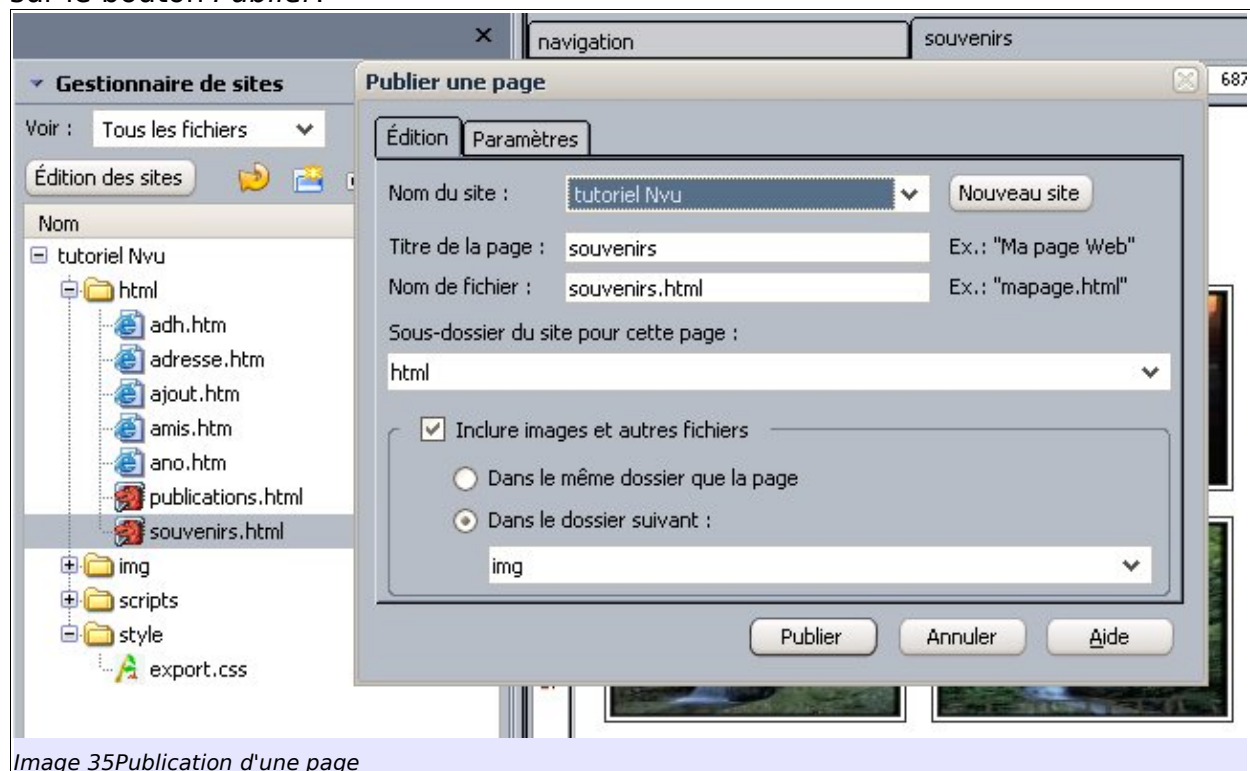 sur le bouton Publier.
navigation
souvenirs
Gestionnaire de sites
Publier une page
687
Voir : Tous les fichiers
Édition Paramètres
Édition des sites
Nom du site : tutoriel Nvu Nouveau site
Nom
Titre de la page : souvenirs Ex.: "Ma page Web"
tutoriel Nvu
Nom de fichier : souvenirs.html Ex.: "mapage.html"
html
adh.htm
Sous-dossier du site pour cette page :
adresse.htm
html
ajout.htm
amis.htm
Inclure images et autres fichiers
ano.htm
Dans le même dossier que la page
publications.html
Dans le dossier suivant :
souvenirs.html
img
img
scripts
style
Publier Annuler Aide
export.css
Image 35Publication d'une page